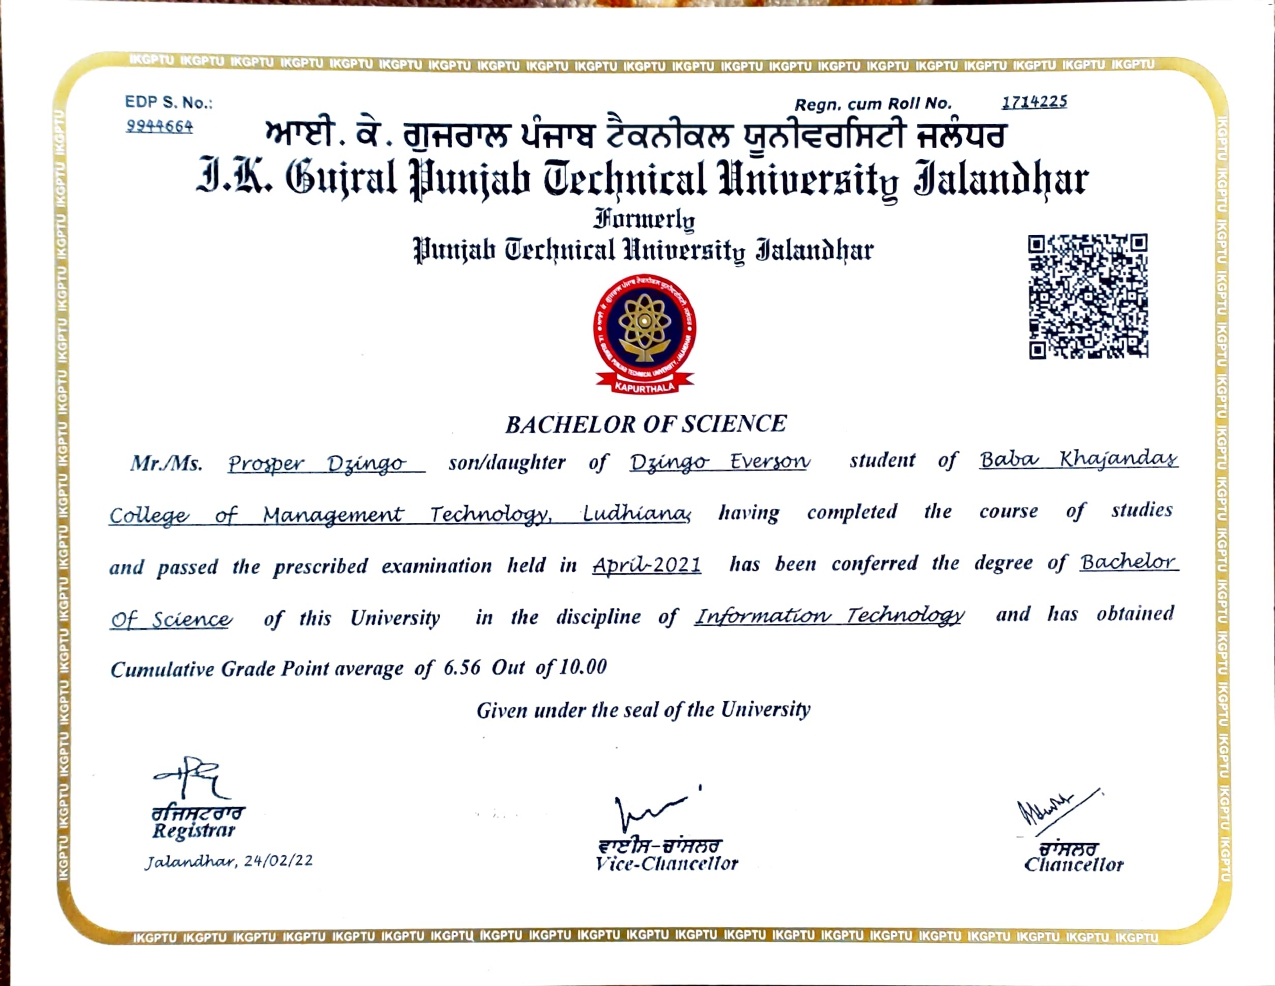 IKGPTU IKGPTU IKGPTU IKGPTU IKGPTU IKGPTU IKGPTU IKGPTU IKGPTU IKGPTU IKGPTU IKGPTU IKGPTU IKGPTU IKGPTU IKGPTU IKGPTU IKGPTU IKGPTU IKGPTU IKGPTU
EDP S. No.:
9944664
Regn. cum Roll No. 1714225
ਆਈ . ਕੇ . ਗੁਜਰਾਲ ਪੰਜਾਬ ਟੈਕਨੀਕਲ ਯੂਨੀਵਰਸਿਟੀ ਜਲੰਧਰ
I.K. Gujral Punjab Technical University Jalandhar
Formerly
Punjab Technical University Jalandhar
KAPURTHALA
BACHELOR OF SCIENCE
Mr./Ms. Prosper Dzingo son/daughter of Dzingo Everson student of Baba Khajandas
College of Management Technology, Ludhiana, having completed the course of studies
and passed the prescribed examination held in April-2021 has been conferred the degree of Bachelor
Of Science of this University in the discipline of Information Technology and has obtained
Cumulative Grade Point average of 6.56 Out of 10.00
Given under the seal of the University
ਰਜਿਸਟਰਾਰ
Registrar
Jalandhar, 24/02/22
ਵਾਈਸ-ਚਾਂਸਲਰ
Vice-Chancellor
ਚਾਂਸਲਰ
Chancellor
IKGPTU IKGPTU IKGPTU IKGPTU IKGPTU IKGPTU IKGPTU IKGPTU IKGPTU IKGPTU IKGPTU IKGPTU IKGPTU IKGPTU IKGPTU IKGPTU IKGPTU IKGPTU IKGPTU IKGPTU IKGPTU